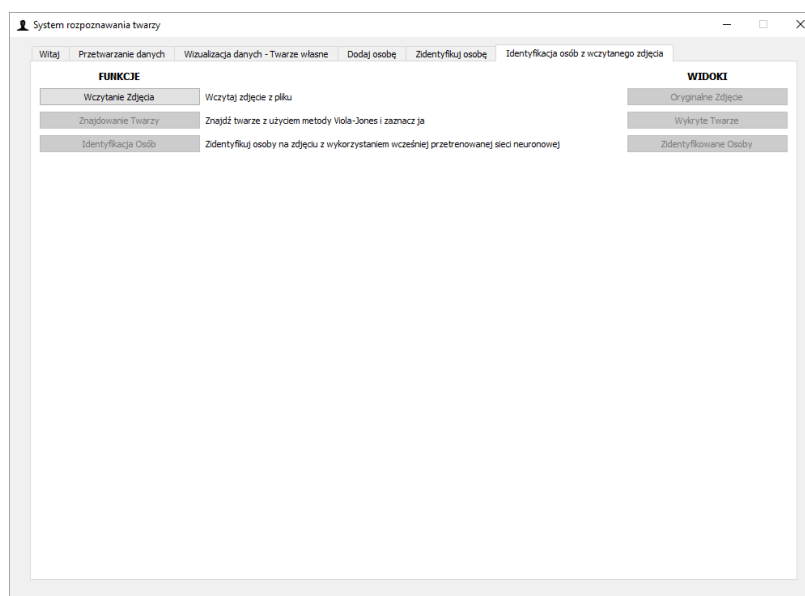 System rozpoznawania twarzy
Witaj Przetwarzanie danych Wizualizacja danych - Twarze własne Dodaj osobę Zidentyfikuj osobę Identyfikacja osób z wczytanego zdjęcia
FUNKCJE WIDOKI
Wczytanie Zdjęcia Wczytaj zdjęcie z pliku Oryginalne Zdjęcie
Znajdowanie Twarzy Znajdź twarze z użyciem metody Viola-Jones i zaznacz ja Wykryte Twarze
Identyfikacja Osób Zidentyfikuj osoby na zdjęciu z wykorzystaniem wcześniej przetrenowanej sieci neuronowej Zidentyfikowane Osoby